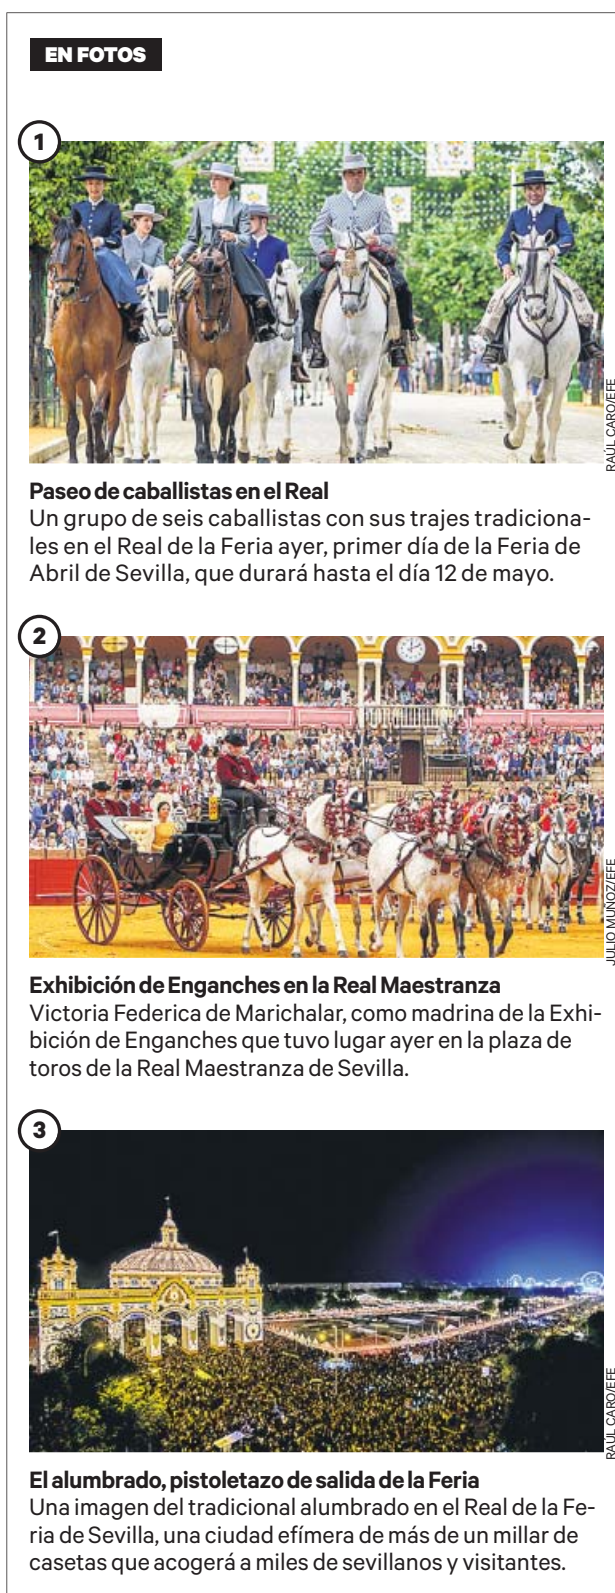 EN FOTOS
1
RAÚL CARO/EFE
Paseo de caballistas en el Real
Un grupo de seis caballistas con sus trajes tradiciona-
les en el Real de la Feria ayer, primer día de la Feria de
Abril de Sevilla, que durará hasta el día 12 de mayo.
2
JULIO MUÑOZ/EFE
Exhibición de Enganches en la Real Maestranza
Victoria Federica de Marichalar, como madrina de la Exhi-
bición de Enganches que tuvo lugar ayer en la plaza de
toros de la Real Maestranza de Sevilla.
3
RAÚL CARO/EFE
El alumbrado, pistoletazo de salida de la Feria
Una imagen del tradicional alumbrado en el Real de la Fe-
ria de Sevilla, una ciudad efímera de más de un millar de
casetas que acogerá a miles de sevillanos y visitantes.